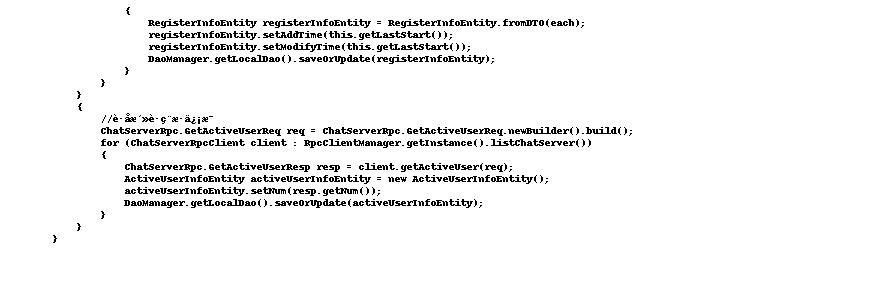 {
RegisterInfoEntity registerInfoEntity = RegisterInfoEntity.fromDTO(each);
registerInfoEntity.setAddTime(this.getLastStart());
registerInfoEntity.setModifyTime(this.getLastStart());
DaoManager.getLocalDao().saveOrUpdate(registerInfoEntity);
}
}
}
{
//
ChatServerRpc.GetActiveUserReq req = ChatServerRpc.GetActiveUserReq.newBuilder().build();
for (ChatServerRpcClient client : RpcClientManager.getInstance().listChatServer())
{
ChatServerRpc.GetActiveUserResp resp = client.getActiveUser(req);
ActiveUserInfoEntity activeUserInfoEntity = new ActiveUserInfoEntity();
activeUserInfoEntity.setNum(resp.getNum());
DaoManager.getLocalDao().saveOrUpdate(activeUserInfoEntity);
}
}
}